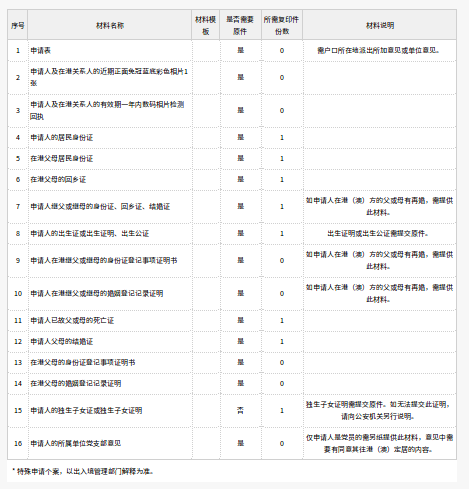 序号 材料名称 材料模板 是否需要原件 所需复印件份数 材料说明
1 申请表 是 0 需户口所在地派出所加意见或单位意见。
2 申请人及在港关系人的近期正面免冠蓝底彩色相片1张 是 0
3 申请人及在港关系人的有效期一年内数码相片检测回执 是 0
4 申请人的居民身份证 是 1
5 在港父母居民身份证 是 1
6 在港父母的回乡证 是 1
7 申请人继父或继母的身份证、回乡证、结婚证 是 1 如申请人在港（澳）方的父或母有再婚，需提供此材料。
8 申请人的出生证或出生证明、出生公证 是 1 出生证明或出生公证需提交原件。
9 申请人在港继父或继母的身份证登记事项证明书 是 0 如申请人在港（澳）方的父或母有再婚，需提供此材料。
10 申请人在港继父或继母的婚姻登记记录证明 是 0 如申请人在港（澳）方的父或母有再婚，需提供此材料。
11 申请人已故父或母的死亡证 是 1
12 申请人父母的结婚证 是 1
13 在港父母的身份证登记事项证明书 是 0
14 在港父母的婚姻登记记录证明 是 0
15 申请人的独生子女证或独生子女证明 否 1 独生子女证明需提交原件。如无法提交此证明，请向公安机关另行说明。
16 申请人的所属单位党支部意见 是 0 仅申请人是党员的需另纸提供此材料，意见中需要有同意其往港（澳）定居的内容。
* 特殊申请个案，以出入境管理部门解释为准。